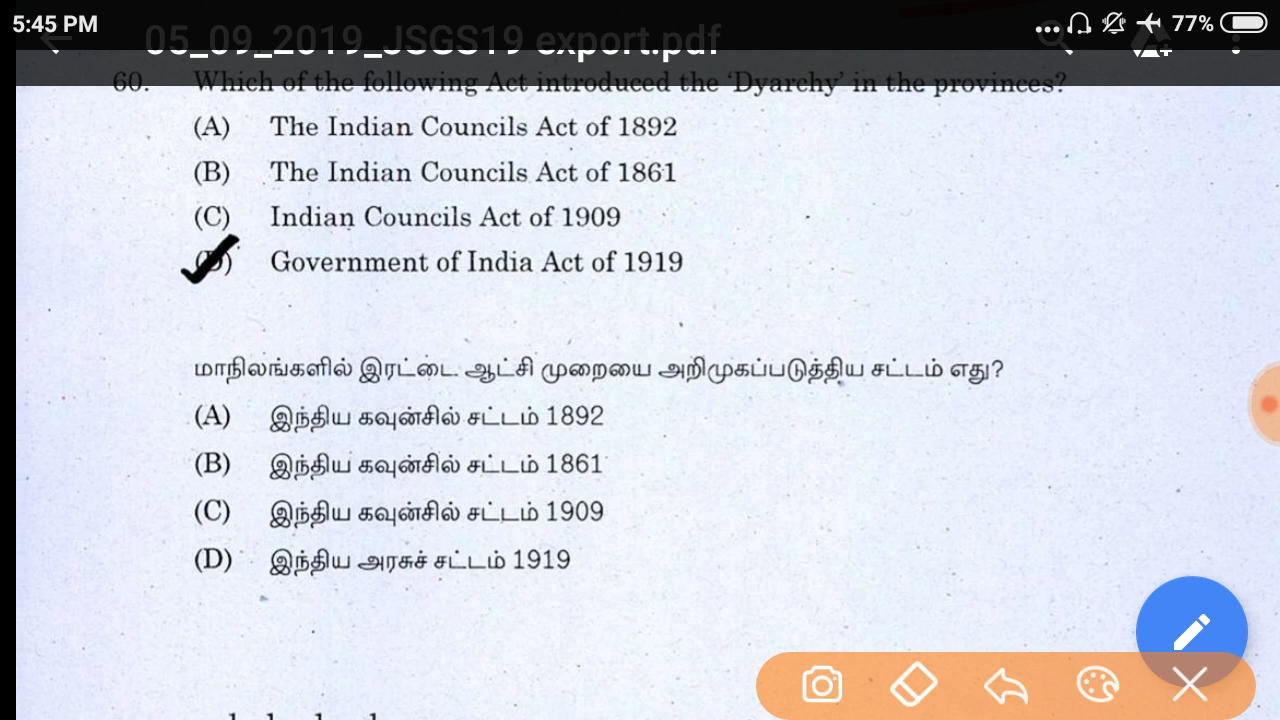 5:45 PM
77%
05_09_2019_JSGS19 export.pdf
60. Which of the following Act introduced the ‘Dyarchy’ in the provinces?
(A) The Indian Councils Act of 1892
(B) The Indian Councils Act of 1861
(C) Indian Councils Act of 1909
(D) Government of India Act of 1919
மாநிலங்களில் இரட்டை ஆட்சி முறையை அறிமுகப்படுத்திய சட்டம் எது?
(A) இந்திய கவுன்சில் சட்டம் 1892
(B) இந்திய கவுன்சில் சட்டம் 1861
(C) இந்திய கவுன்சில் சட்டம் 1909
(D) இந்திய அரசுச் சட்டம் 1919